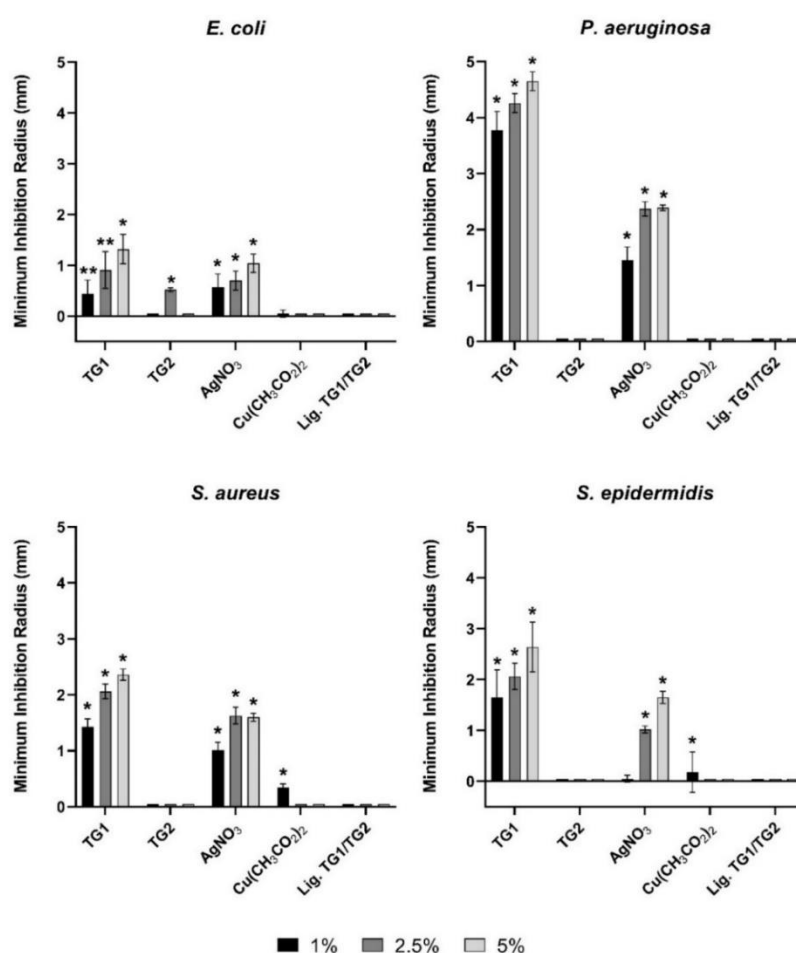 E. coli
Minimum Inhibition Radius (mm)
5
4
3
2
1
0
** ** * * * * *
TG1
TG2
AgNO₃
Cu(CH₃CO₂)₂
Lig. TG1/TG2
P. aeruginosa
Minimum Inhibition Radius (mm)
5
4
3
2
1
0
* * * * * *
TG1
TG2
AgNO₃
Cu(CH₃CO₂)₂
Lig. TG1/TG2
S. aureus
Minimum Inhibition Radius (mm)
5
4
3
2
1
0
* * * * * * *
TG1
TG2
AgNO₃
Cu(CH₃CO₂)₂
Lig. TG1/TG2
S. epidermidis
Minimum Inhibition Radius (mm)
5
4
3
2
1
0
* * * * * *
TG1
TG2
AgNO₃
Cu(CH₃CO₂)₂
Lig. TG1/TG2
1% 2.5% 5%